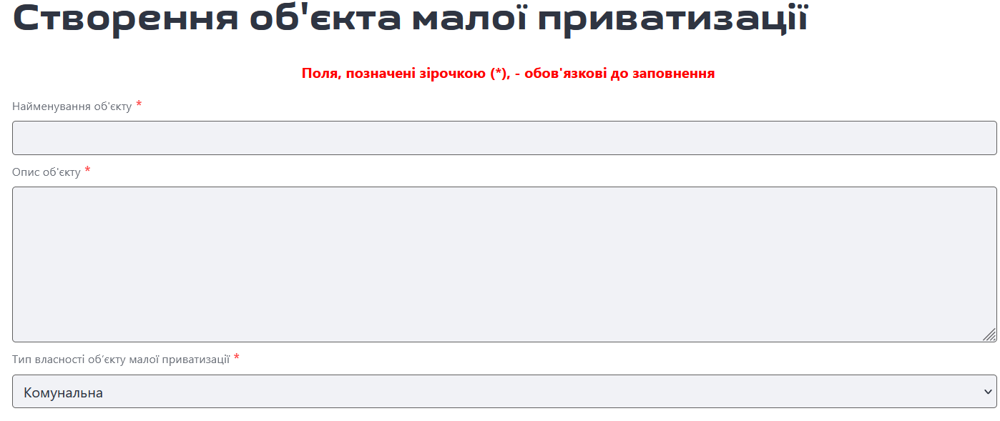 Створення об'єкта малої приватизації
Поля, позначені зірочкою (*), - обов'язкові до заповнення
Найменування об'єкту *
Опис об'єкту *
Тип власності об’єкту малої приватизації *
Комунальна